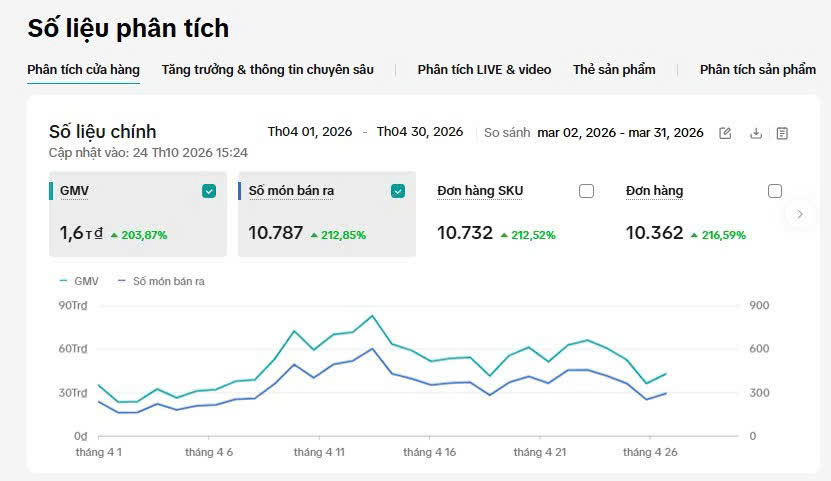 Số liệu phân tích
Phân tích cửa hàng Tăng trưởng & thông tin chuyên sâu Phân tích LIVE & video Thẻ sản phẩm Phân tích sản phẩm
Số liệu chính Th04 01, 2026 - Th04 30, 2026 So sánh mar 02, 2026 - mar 31, 2026
Cập nhật vào: 24 Th10 2026 15:24
GMV Số món bán ra Đơn hàng SKU Đơn hàng
1,6Tđ 203,87% 10.787 212,85% 10.732 212,52% 10.362 216,59%
GMV Số món bán ra
90Trđ 900
60Trđ 600
30Trđ 300
0đ 0
tháng 4 1 tháng 4 6 tháng 4 11 tháng 4 16 tháng 4 21 tháng 4 26